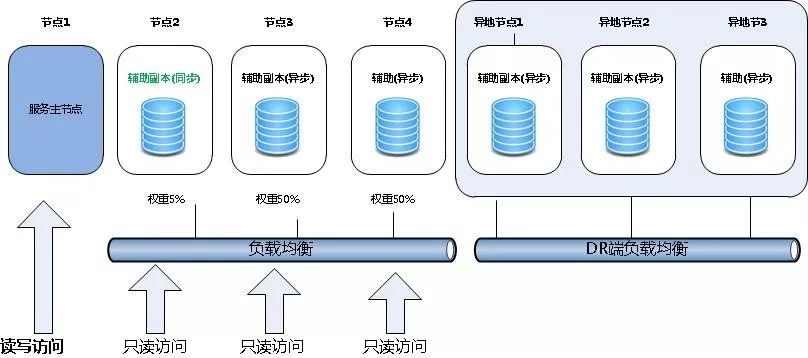 节点1
节点2
节点3
节点4
异地节点1
异地节点2
异地节3
服务主节点
辅助副本(同步)
辅助副本(异步)
辅助(异步)
辅助副本(异步)
辅助副本(异步)
辅助(异步)
权重5%
权重50%
权重50%
负载均衡
DR端负载均衡
读写访问
只读访问
只读访问
只读访问